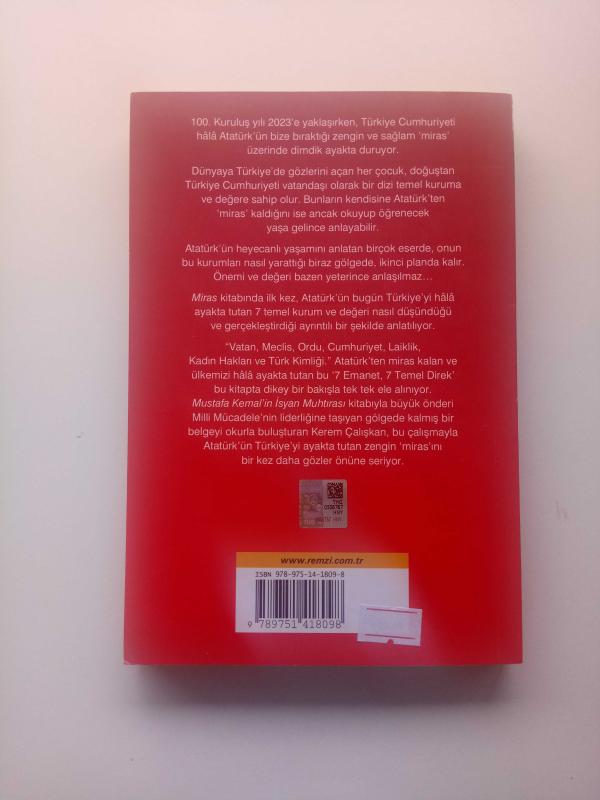 100. Kuruluş yılı 2023'e yaklaşırken, Türkiye Cumhuriyeti
hâlâ Atatürk'ün bize bıraktığı zengin ve sağlam 'miras'
üzerinde dimdik ayakta duruyor.
Dünyaya Türkiye'de gözlerini açan her çocuk, doğuştan
Türkiye Cumhuriyeti vatandaşı olarak bir dizi temel kuruma
ve değere sahip olur. Bunların kendisine Atatürk'ten
'miras' kaldığını ise ancak okuyup öğrenecek
yaşa gelince anlayabilir.
Atatürk'ün heyecanlı yaşamını anlatan birçok eserde, onun
bu kurumları nasıl yarattığı biraz gölgede, ikinci planda kalır.
Önemi ve değeri bazen yeterince anlaşılmaz...
Miras kitabında ilk kez, Atatürk'ün bugün Türkiye'yi hâlâ
ayakta tutan 7 temel kurum ve değeri nasıl düşündüğü
ve gerçekleştirdiği ayrıntılı bir şekilde anlatılıyor.
"Vatan, Meclis, Ordu, Cumhuriyet, Laiklik,
Kadın Hakları ve Türk Kimliği." Atatürk'ten miras kalan ve
ülkemizi hâlâ ayakta tutan bu '7 Emanet, 7 Temel Direk'
bu kitapta dikey bir bakışla tek tek ele alınıyor.
Mustafa Kemal'in İsyan Muhtırası kitabıyla büyük önderi
Milli Mücadele'nin liderliğine taşıyan gölgede kalmış bir
belgeyi okurla buluşturan Kerem Çalışkan, bu çalışmayla
Atatürk'ün Türkiye'yi ayakta tutan zengin 'miras'ını
bir kez daha gözler önüne seriyor.
www.remzi.com.tr
ISBN 978-975-14-1809-8
9 789751 418098